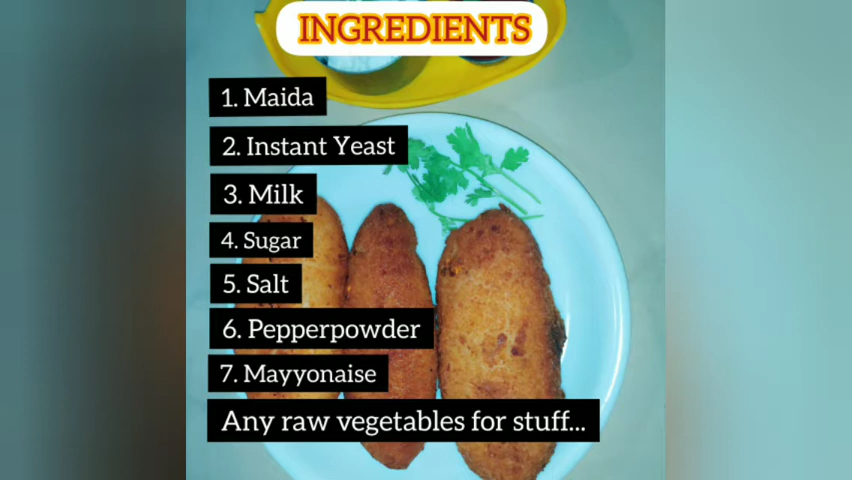 INGREDIENTS
1. Maida
2. Instant Yeast
3. Milk
4. Sugar
5. Salt
6. Pepperpowder
7. Mayyonaise
Any raw vegetables for stuff...